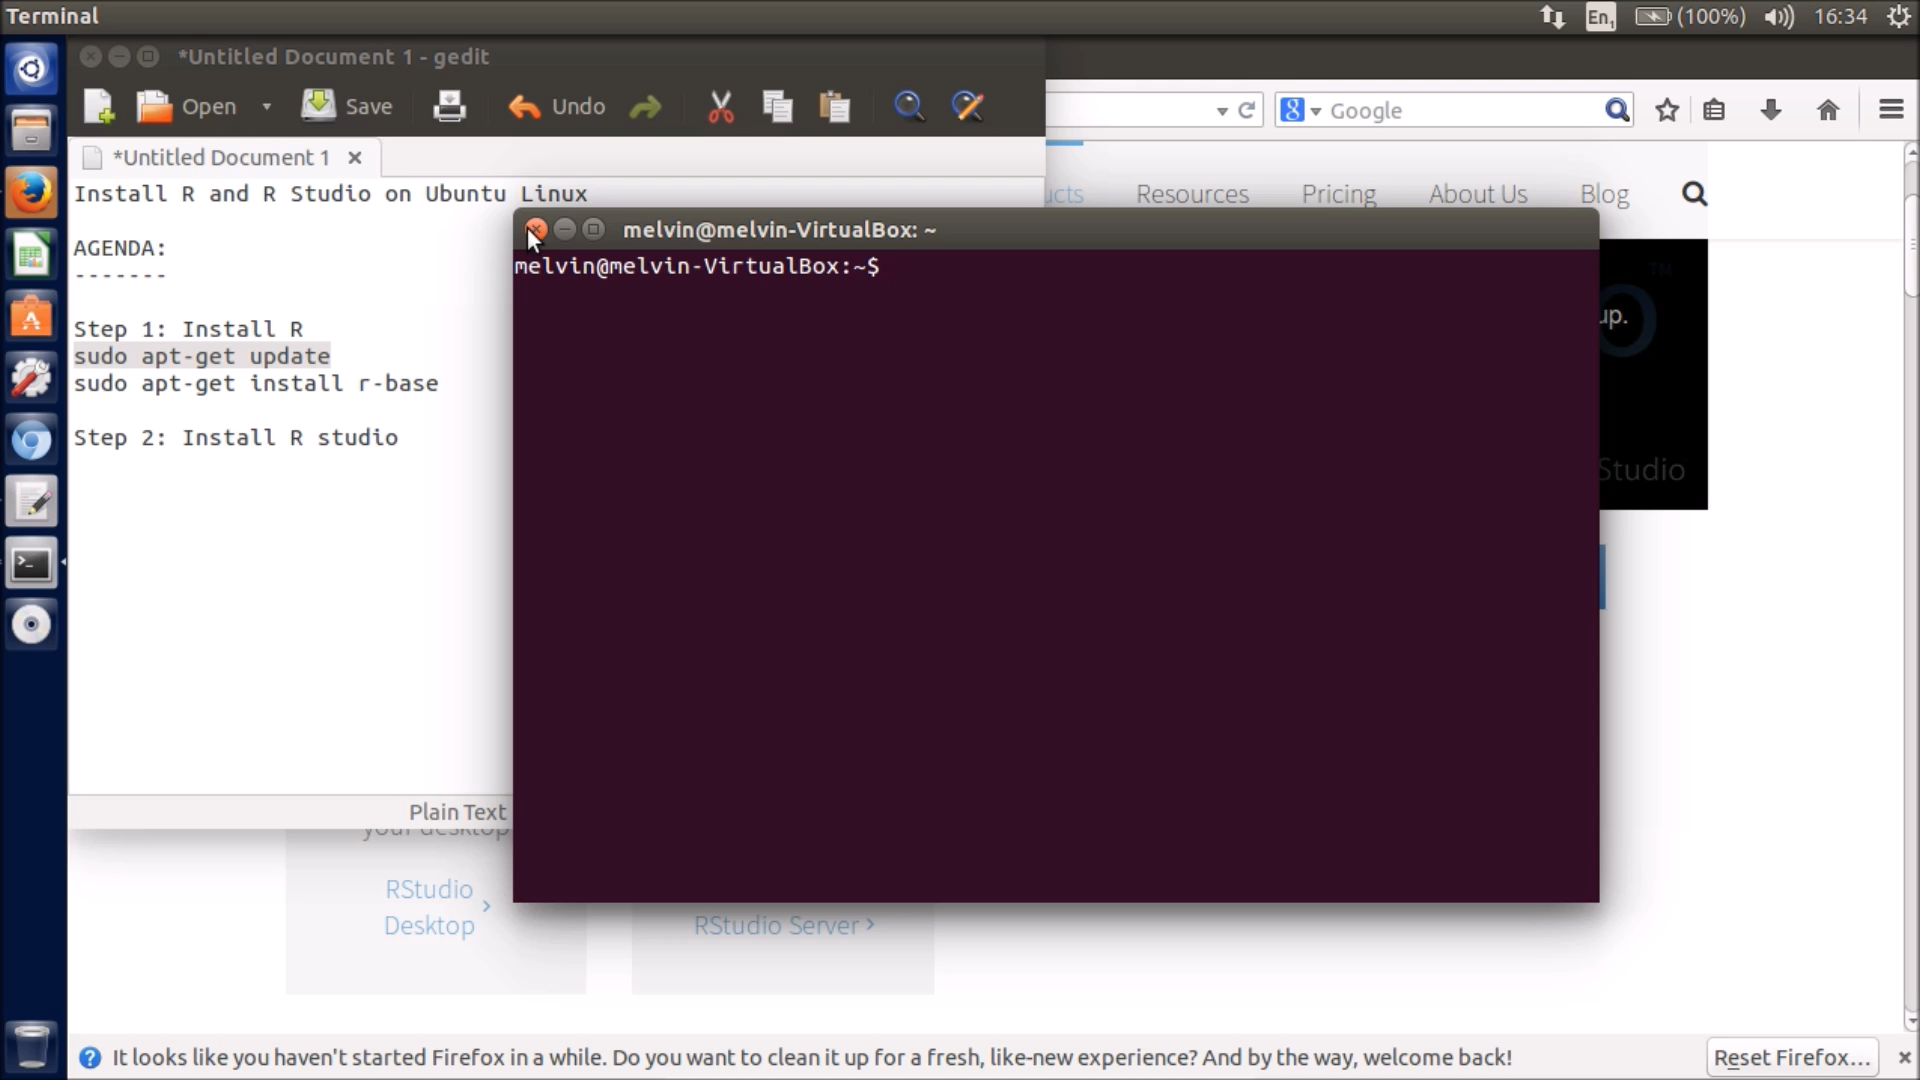 Terminal
En1
(100%)
16:34
*Untitled Document 1 - gedit
Open
Save
Undo
Google
*Untitled Document 1
Install R and R Studio on Ubuntu Linux
Resources
Pricing
About Us
Blog
melvin@melvin-VirtualBox: ~
melvin@melvin-VirtualBox:~$
AGENDA:
-------
TM
up.
Step 1: Install R
sudo apt-get update
sudo apt-get install r-base
Step 2: Install R studio
Studio
Plain Text
your desktop
RStudio
Desktop
RStudio Server
It looks like you haven't started Firefox in a while. Do you want to clean it up for a fresh, like-new experience? And by the way, welcome back!
Reset Firefox...